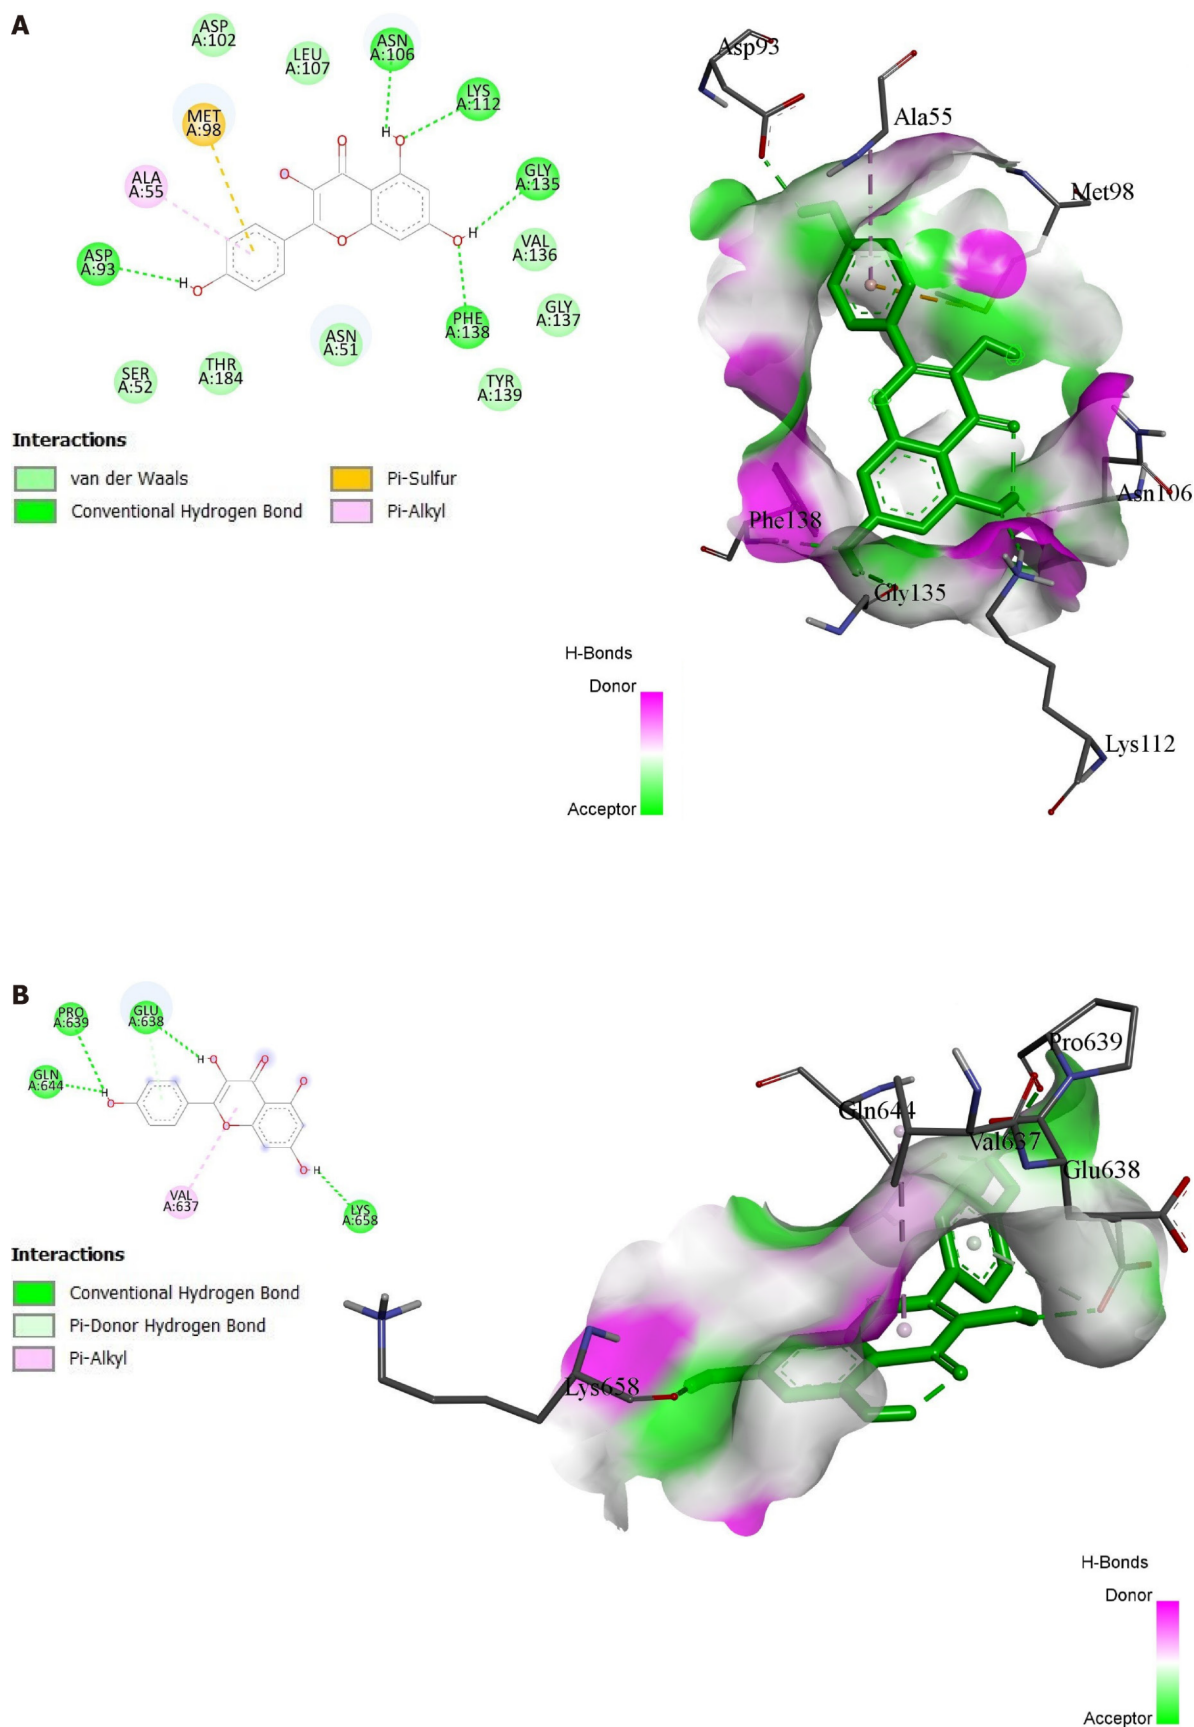 A
ASP
A:102
LEU
A:107
ASN
A:106
LYS
A:112
MET
A:98
GLY
A:135
ALA
A:55
VAL
A:136
ASP
A:93
GLY
A:137
PHE
A:138
ASN
A:51
THR
A:184
SER
A:52
TYR
A:139
H
O
O
O
H
O
O
H
H
O
Interactions
van der Waals
Pi-Sulfur
Conventional Hydrogen Bond
Pi-Alkyl
Asp93
Ala55
Met98
Asn106
Phe138
Gly135
Lys112
H-Bonds
Donor
Acceptor
B
PRO
A:639
GLU
A:638
GLN
A:644
VAL
A:637
LYS
A:658
H
O
H
O
O
O
O
O
H
Interactions
Conventional Hydrogen Bond
Pi-Donor Hydrogen Bond
Pi-Alkyl
Pro639
Gln644
Val637
Glu638
Lys658
H-Bonds
Donor
Acceptor